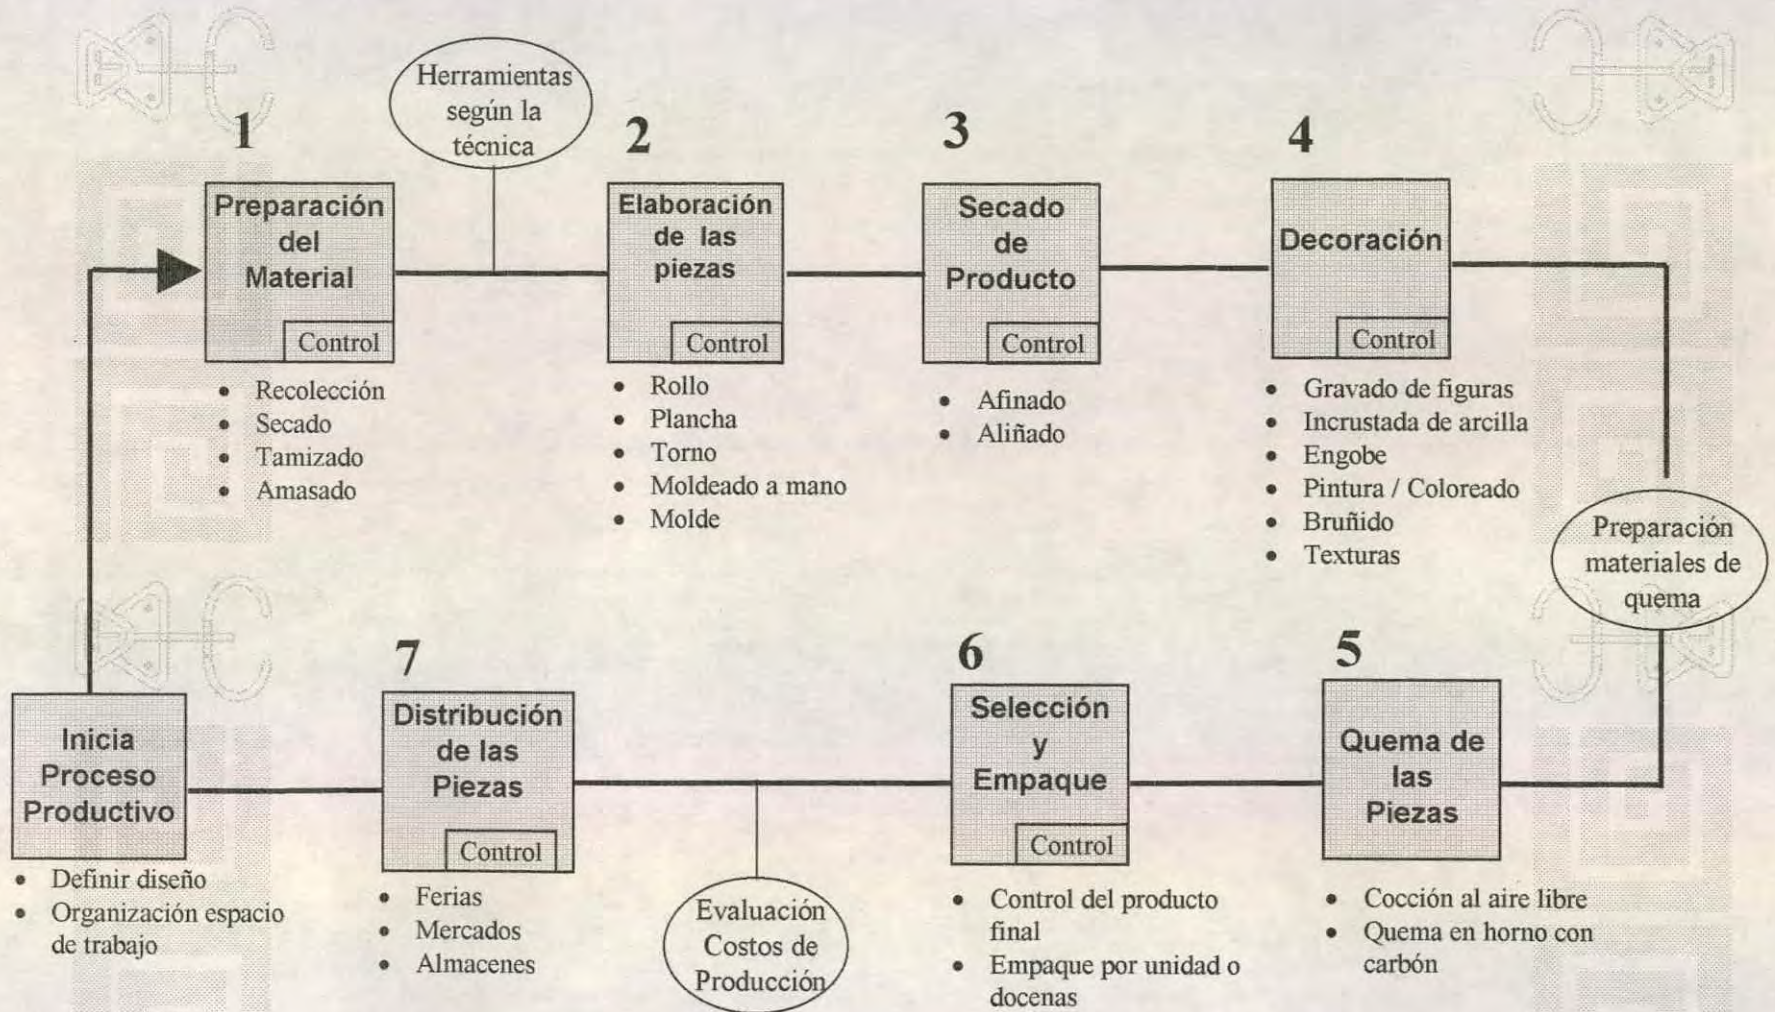 Herramientas
según la
técnica
1
Preparación
del
Material
Control
• Recolección
• Secado
• Tamizado
• Amasado
2
Elaboración
de las
piezas
Control
• Rollo
• Plancha
• Torno
• Moldeado a mano
• Molde
3
Secado
de
Producto
Control
• Afinado
• Aliñado
4
Decoración
Control
• Gravado de figuras
• Incrustada de arcilla
• Engobe
• Pintura / Coloreado
• Bruñido
• Texturas
Preparación
materiales de
quema
5
Quema de
las
Piezas
• Cocción al aire libre
• Quema en horno con
carbón
6
Selección
y
Empaque
Control
• Control del producto
final
• Empaque por unidad o
docenas
Evaluación
Costos de
Producción
7
Distribución
de las
Piezas
Control
• Ferias
• Mercados
• Almacenes
Inicia
Proceso
Productivo
• Definir diseño
• Organización espacio
de trabajo